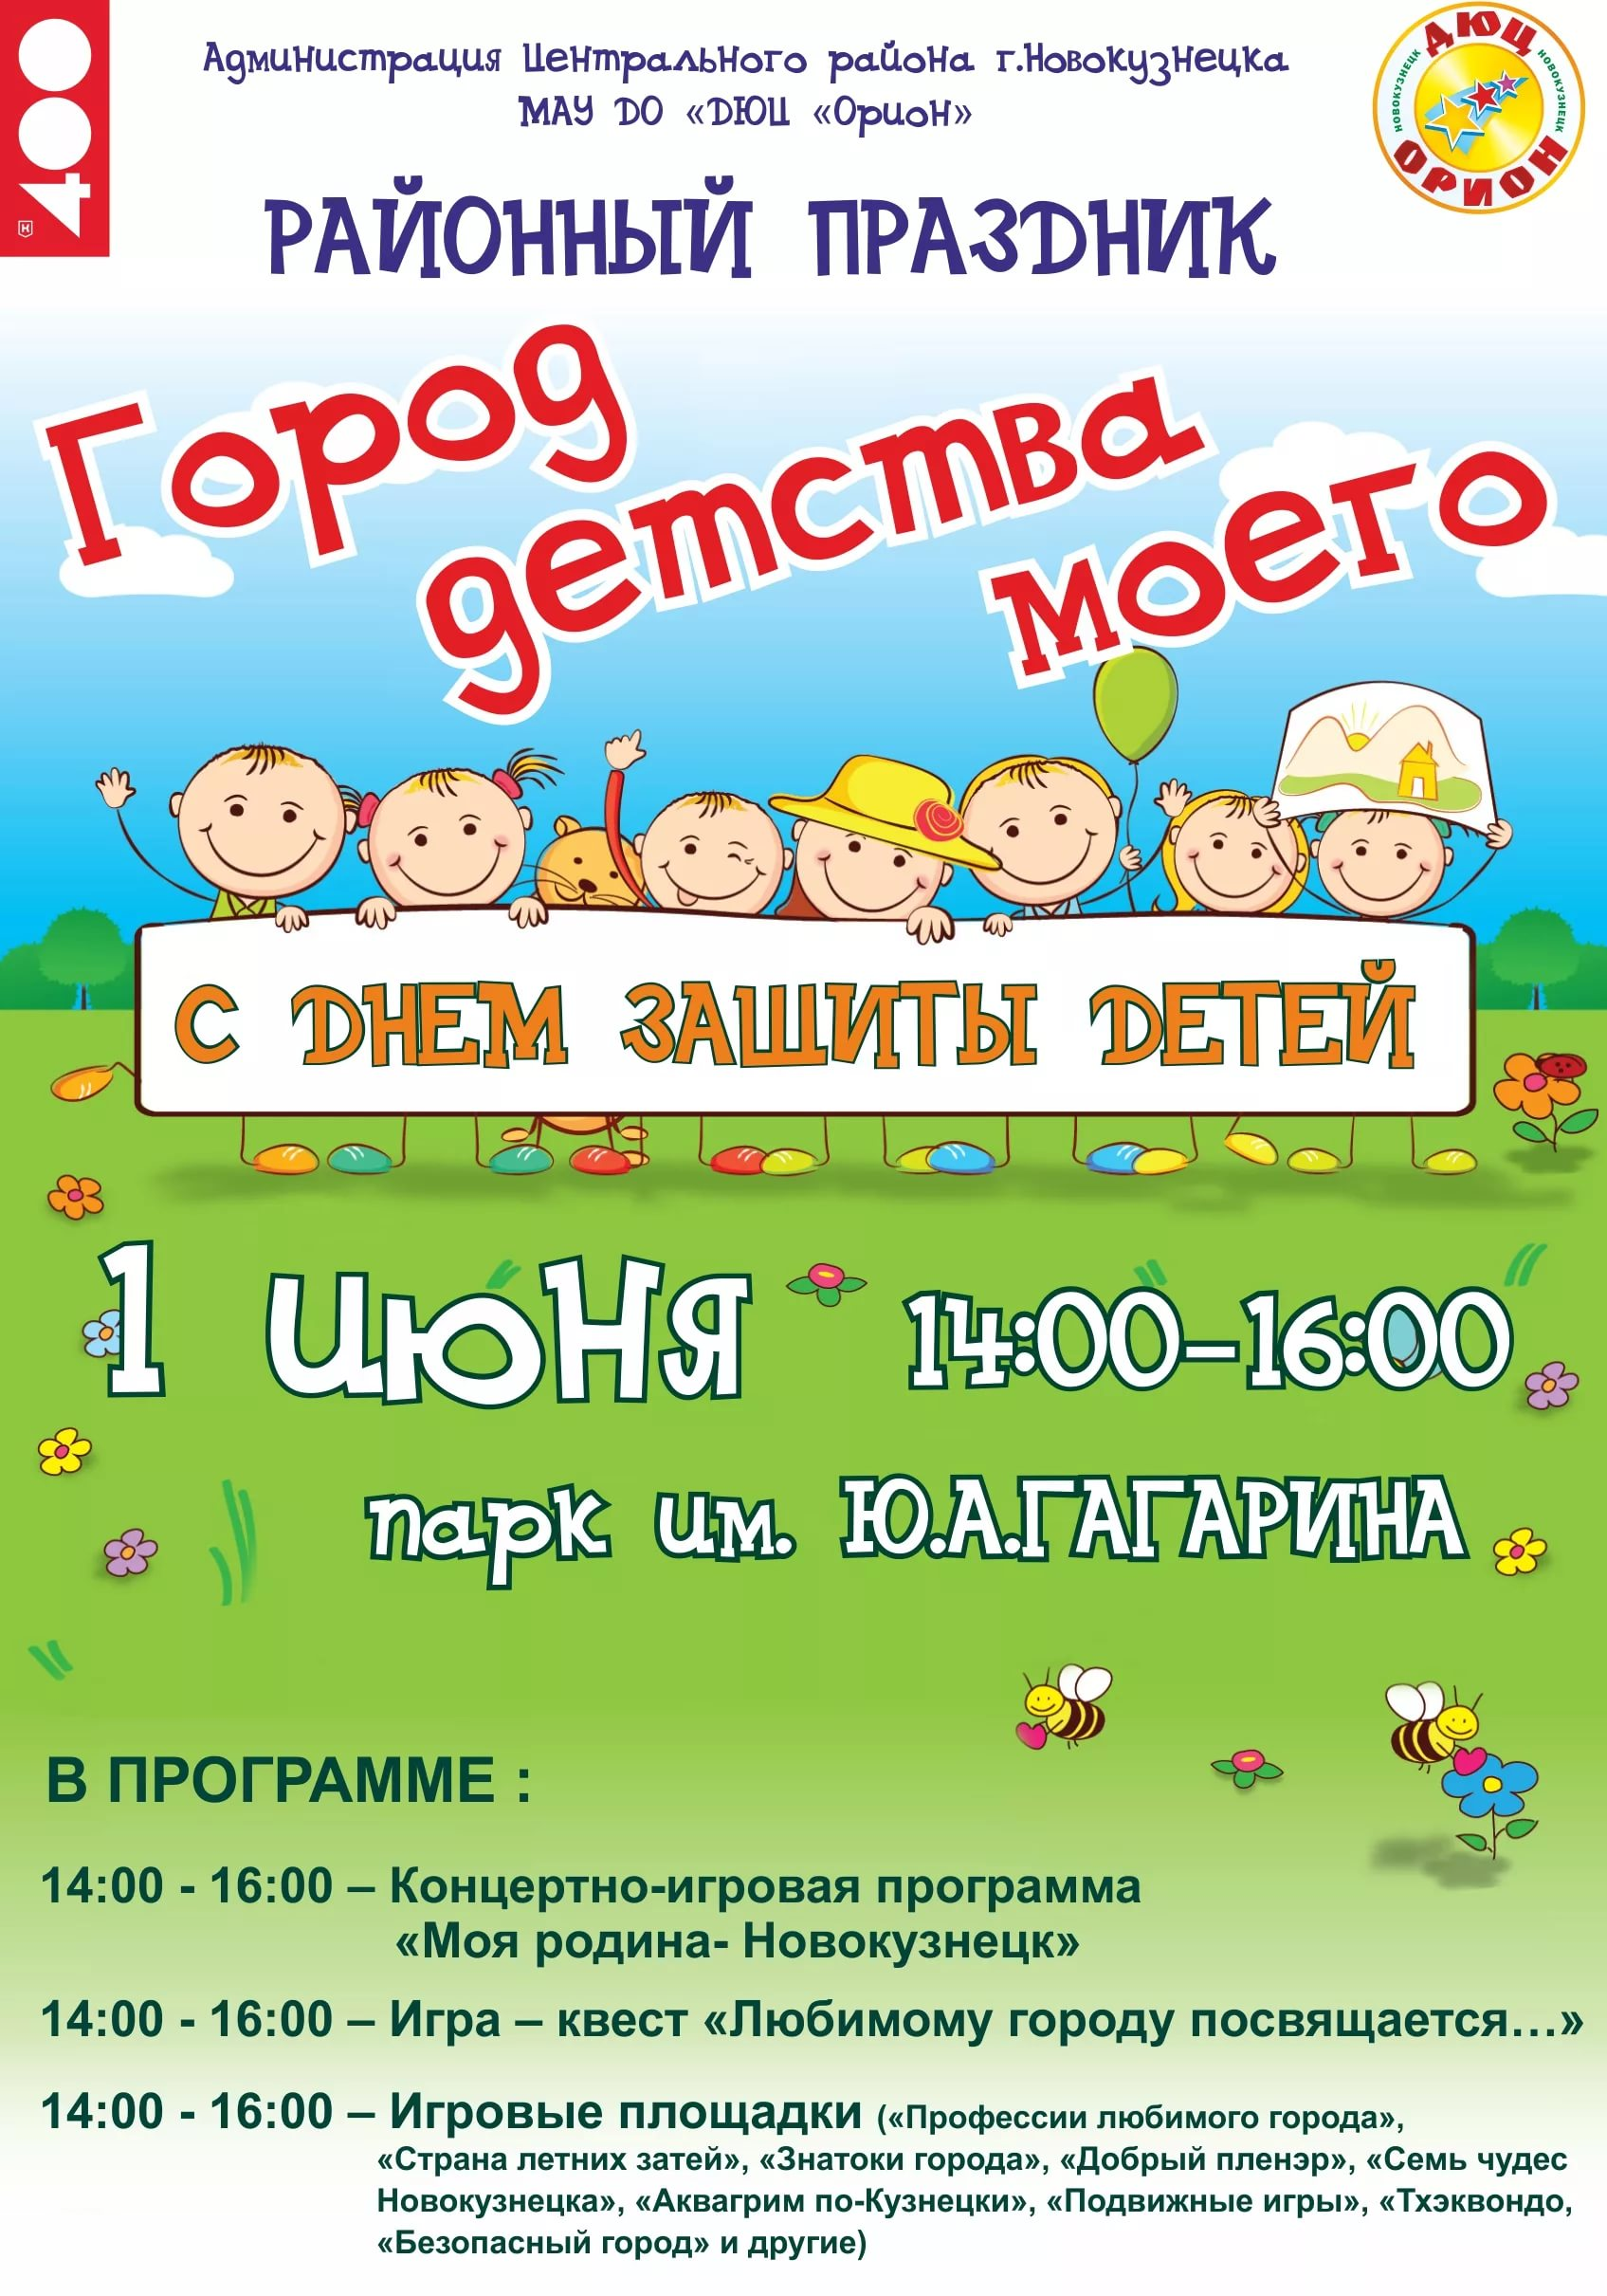 400
Администрация Центрального района г.Новокузнецка
МАУ ДО «ДЮЦ «Орион»
ДЮЦ
НОВОКУЗНЕЦК
НОВОКУЗНЕЦК
ОРИОН
РАЙОННЫЙ ПРАЗДНИК
Город
детства
моего
С ДНЕМ ЗАЩИТЫ ДЕТЕЙ
1 июня 14:00-16:00
парк им. Ю.А.ГАГАРИНА
В ПРОГРАММЕ :
14:00 - 16:00 – Концертно-игровая программа
«Моя родина- Новокузнецк»
14:00 - 16:00 – Игра – квест «Любимому городу посвящается…»
14:00 - 16:00 – Игровые площадки («Профессии любимого города»,
«Страна летних затей», «Знатоки города», «Добрый пленэр», «Семь чудес
Новокузнецка», «Аквагрим по-Кузнецки», «Подвижные игры», «Тхэквондо,
«Безопасный город» и другие)